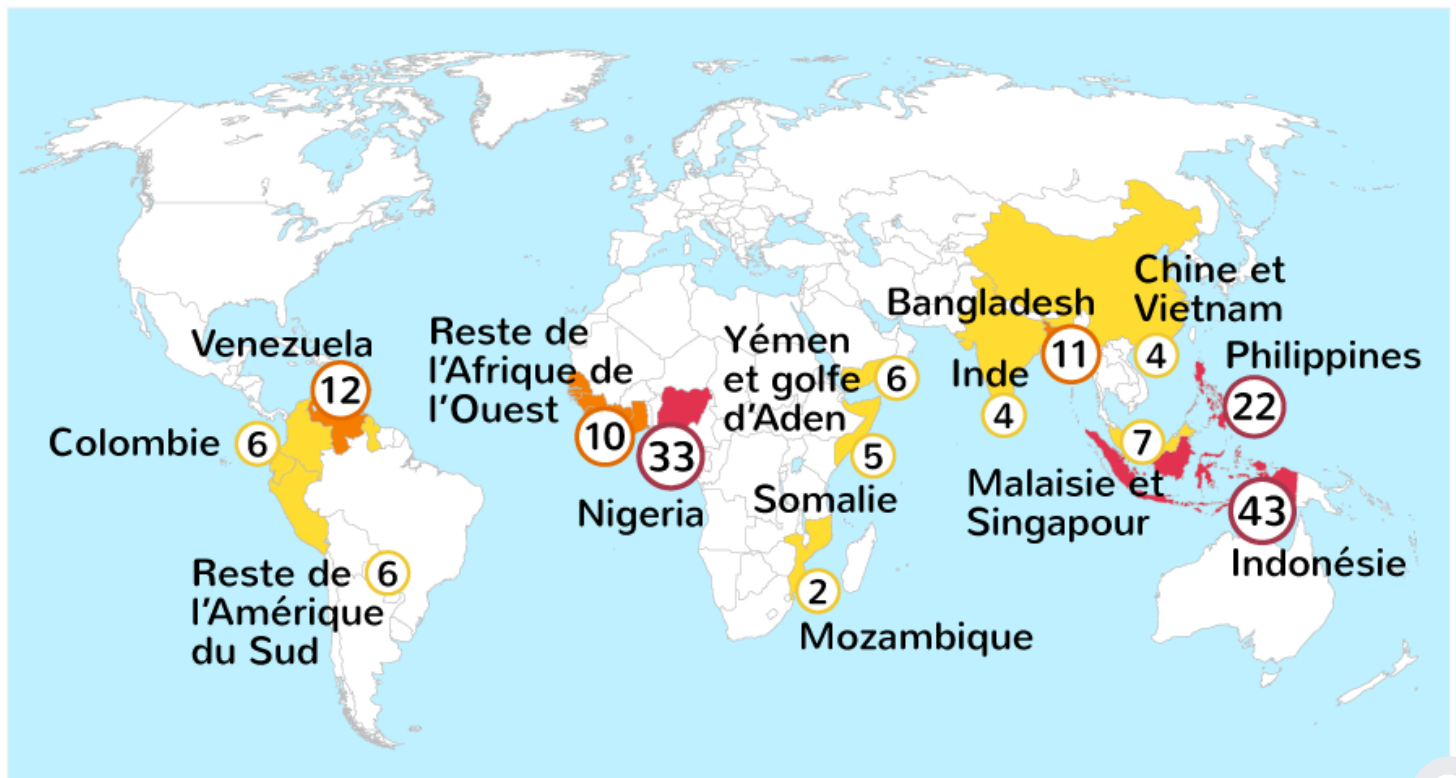 Venezuela
12
Colombie
6
Reste de
l'Amérique
du Sud
6
Reste de
l'Afrique de
l'Ouest
10
33
Nigeria
Yémen
et golfe
d'Aden
6
5
Somalie
2
Mozambique
Bangladesh
11
Inde
4
Chine et
Vietnam
4
Philippines
22
7
Malaisie et
Singapour
43
Indonésie